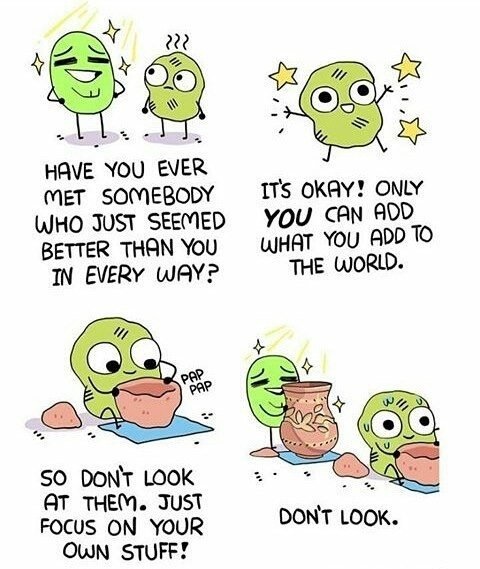 HAVE YOU EVER
MET SOMEBODY
WHO JUST SEEMED
BETTER THAN YOU
IN EVERY WAY?
IT'S OKAY! ONLY
YOU CAN ADD
WHAT YOU ADD TO
THE WORLD.
PAP
PAP
SO DON'T LOOK
AT THEM. JUST
FOCUS ON YOUR
OWN STUFF!
DON'T LOOK.